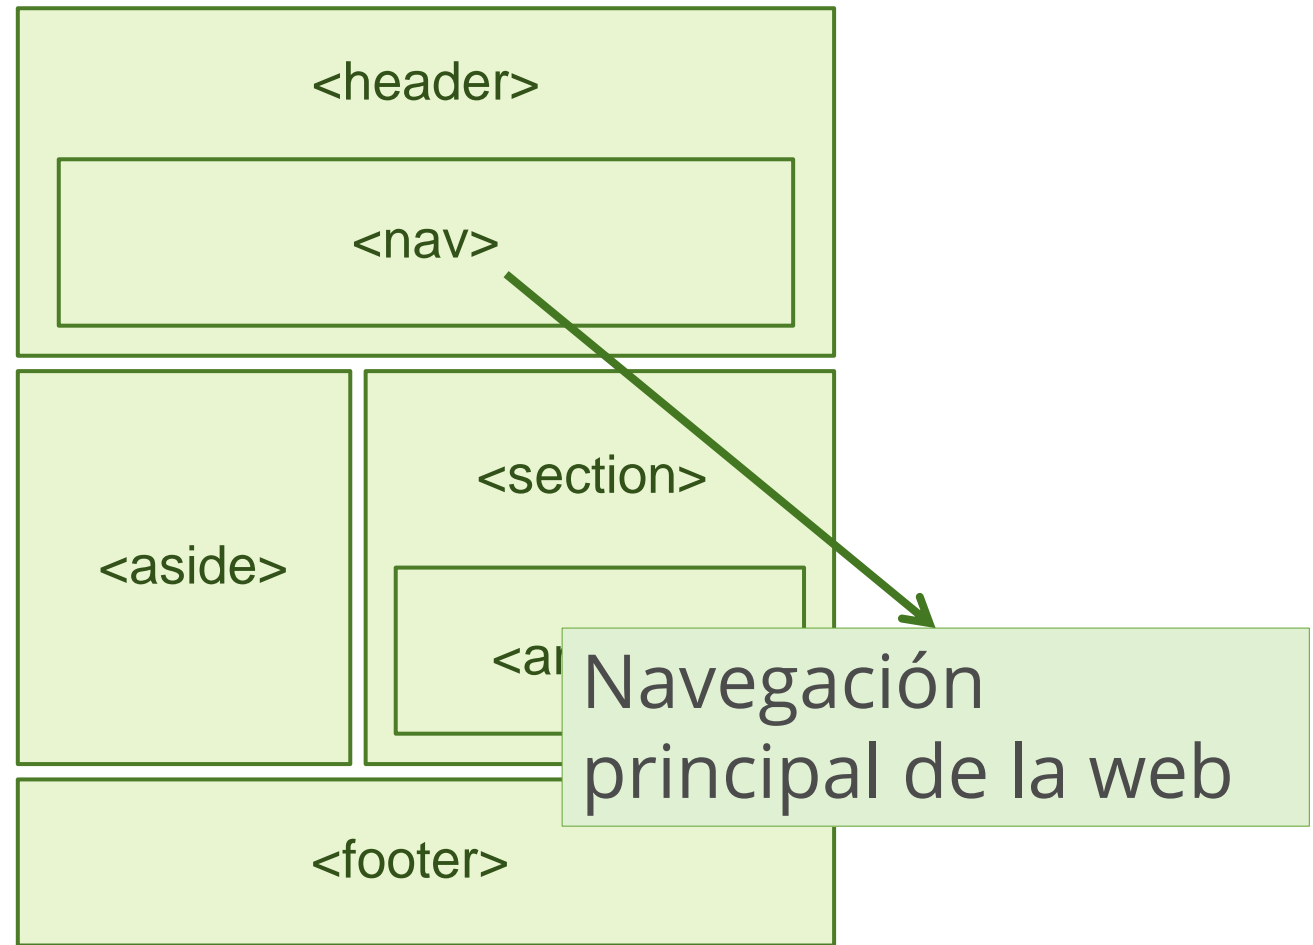 <header>
<nav>
<section>
<aside>
Navegación
principal de la web
<footer>